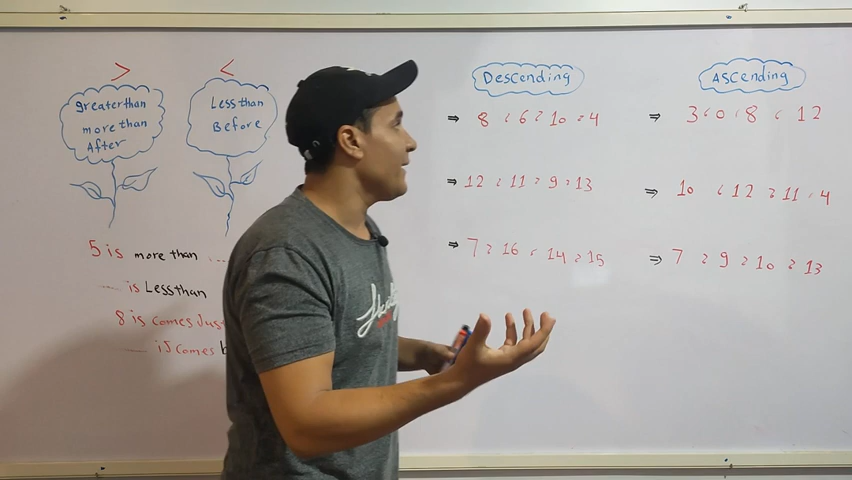 >
greater than
more than
After
<
Less than
Before
5 is more than
is Less than
8 is comes Jus
is comes b
Descending
⇒ 8 , 6 , 10 , 4
⇒ 12 , 11 , 9 , 13
⇒ 7 , 16 , 14 , 15
Ascending
⇒ 3 , 0 , 8 , 12
⇒ 10 , 12 , 11 , 4
⇒ 7 , 9 , 10 , 13